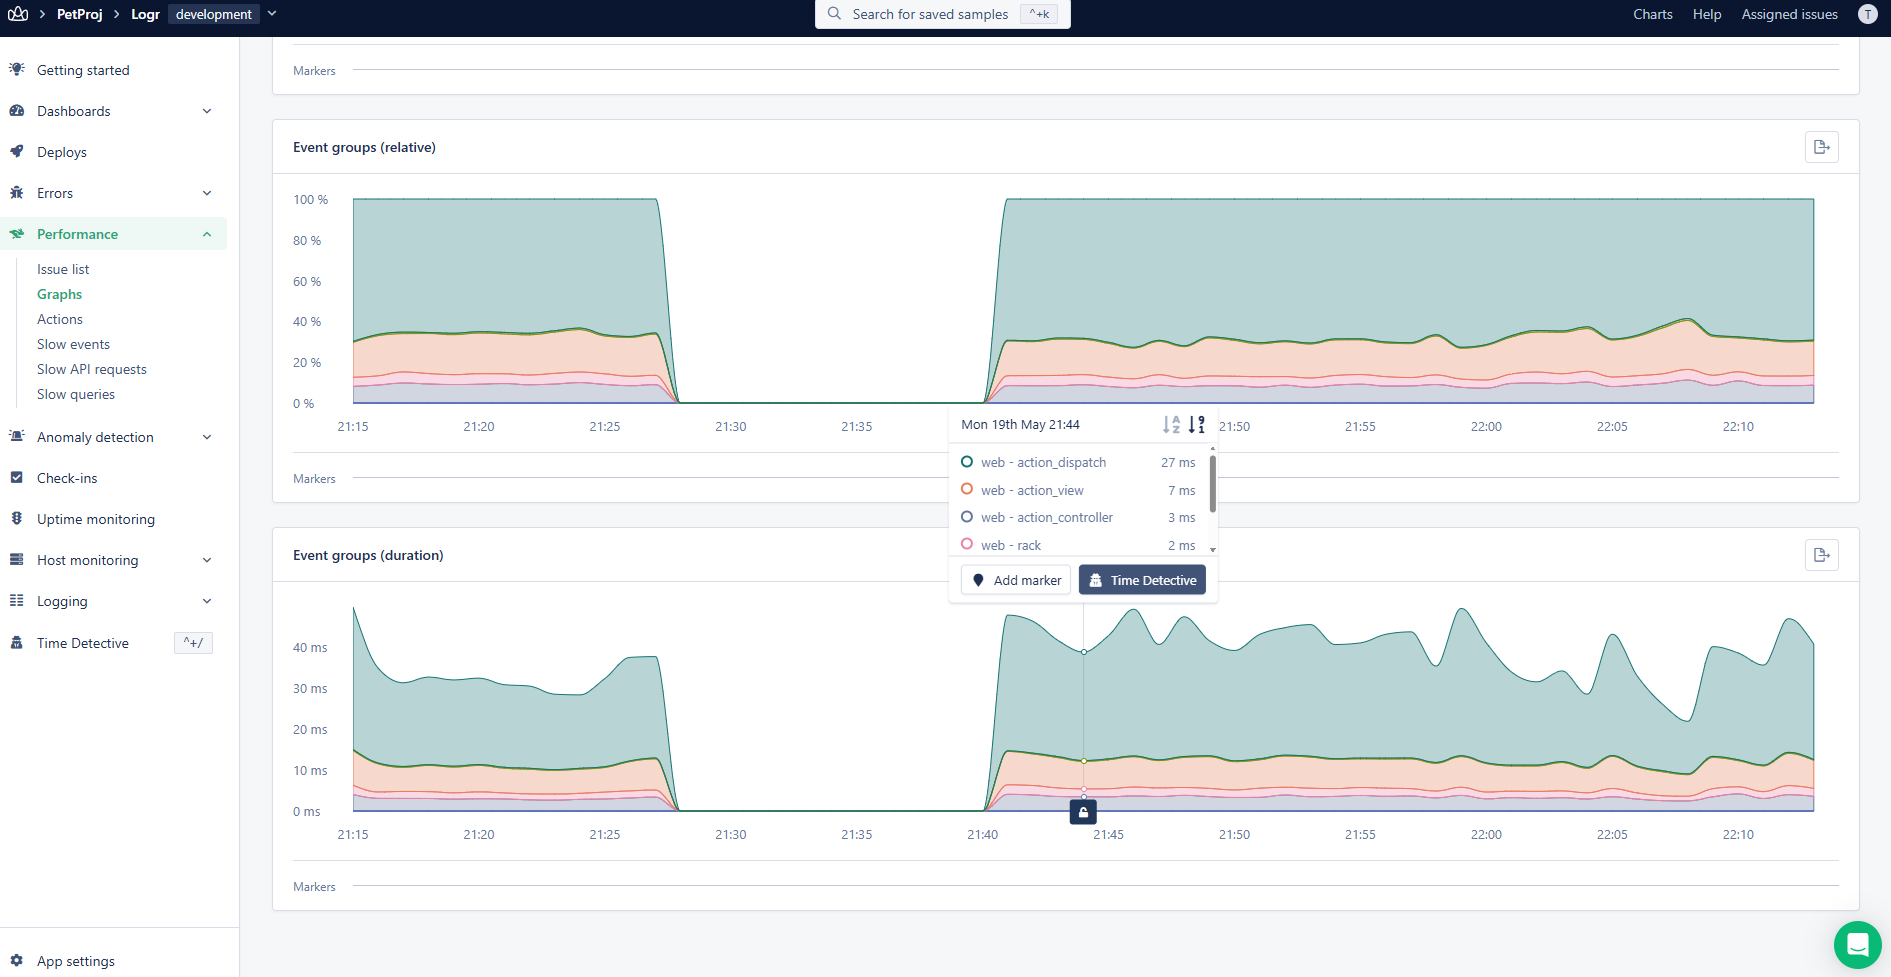 PetProj Logr development Search for saved samples ^+k Charts Help Assigned issues T
Getting started
Dashboards
Deploys
Errors
Performance
Issue list
Graphs
Actions
Slow events
Slow API requests
Slow queries
Anomaly detection
Check-ins
Uptime monitoring
Host monitoring
Logging
Time Detective ^+/
App settings
Markers
Event groups (relative)
100 %
80 %
60 %
40 %
20 %
0 %
21:15 21:20 21:25 21:30 21:35 21:50 21:55 22:00 22:05 22:10
Markers
Mon 19th May 21:44 A Z 9 1
web - action_dispatch 27 ms
web - action_view 7 ms
web - action_controller 3 ms
web - rack 2 ms
Add marker Time Detective
Event groups (duration)
40 ms
30 ms
20 ms
10 ms
0 ms
21:15 21:20 21:25 21:30 21:35 21:40 21:45 21:50 21:55 22:00 22:05 22:10
Markers